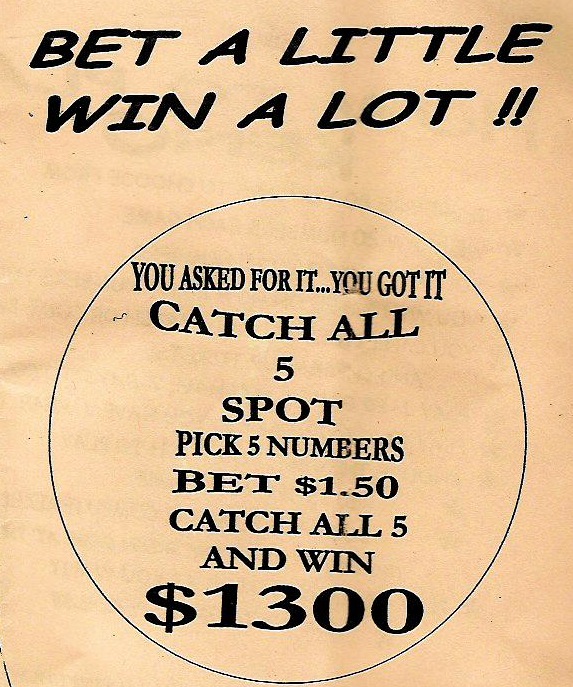 BET A LITTLE
WIN A LOT !!
YOU ASKED FOR IT...YOU GOT IT
CATCH ALL
5
SPOT
PICK 5 NUMBERS
BET $1.50
CATCH ALL 5
AND WIN
$1300